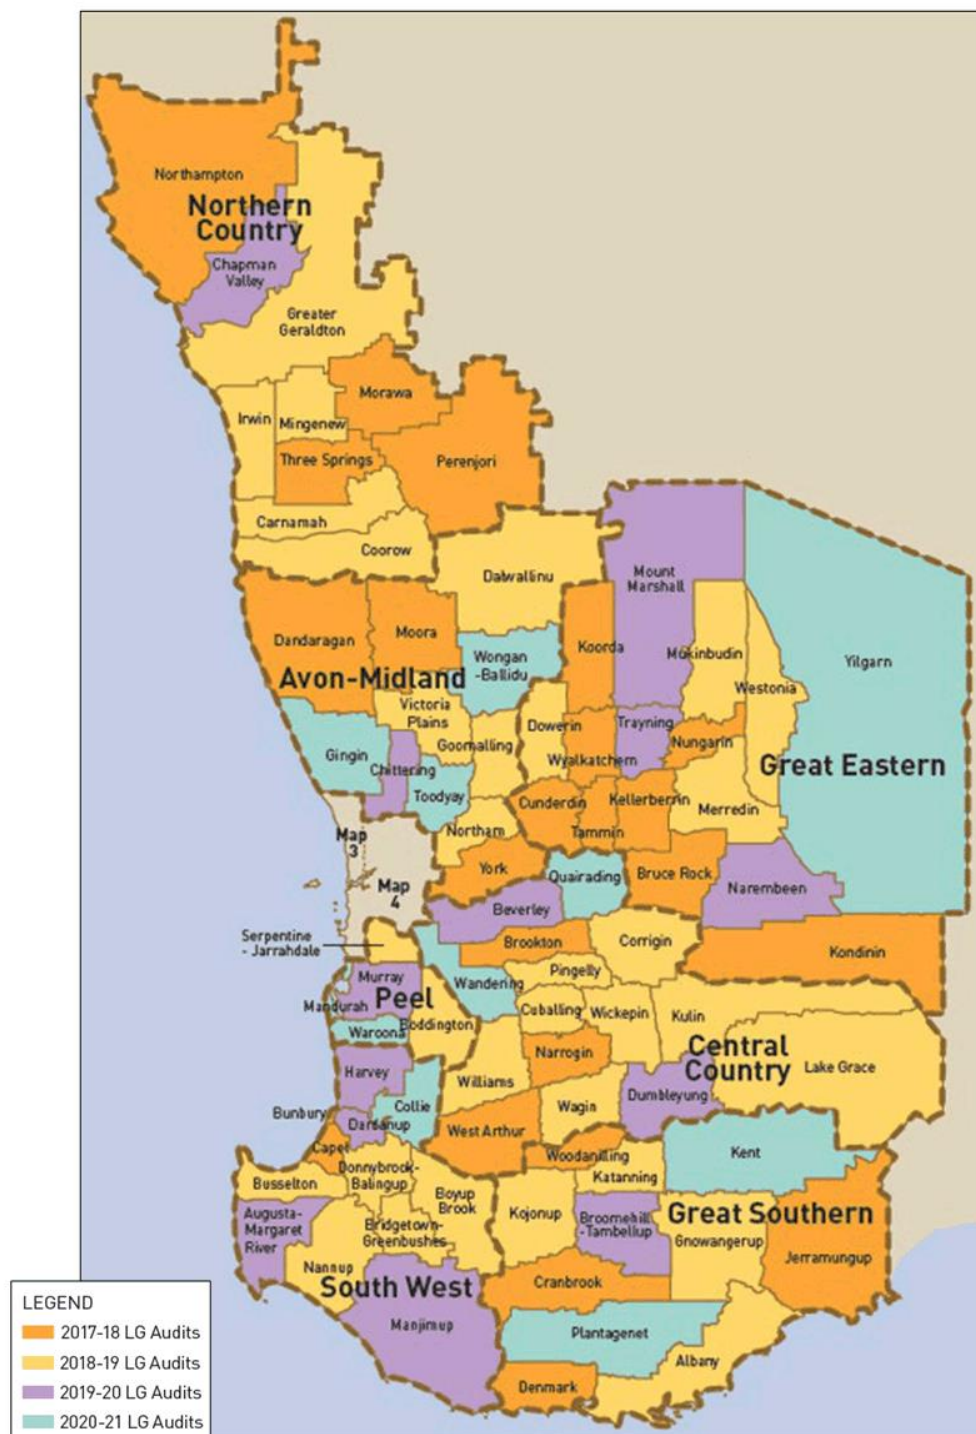 Northampton
Northern
Country
Chapman
Valley
Greater
Geraldton
Morawa
Irwin
Mingenew
Three Springs
Perenjori
Carnamah
Coorow
Dalwallinu
Mount
Marshall
Dandaragan
Moora
Koorda
Mukinbudin
Yilgarn
Wongan
-Ballidu
Avon-Midland
Westonia
Victoria
Plains
Dowerin
Trayning
Goomalling
Nungarin
Gingin
Wyalkatchem
Great Eastern
Chittering
Toodyay
Cunderdin
Kellerberrin
Merredin
Northam
Tammin
Map
3
York
Quairading
Bruce Rock
Narembeen
Map
4
Beverley
Serpentine
- Jarrahdale
Brookton
Corrigin
Kondinin
Pingelly
Murray
Wandering
Peel
Mandurah
Cuballing
Wickepin
Kulin
Waroona
Boddington
Central
Country
Narrogin
Lake Grace
Harvey
Williams
Dumbleyung
Collie
Wagin
Bunbury
Dardanup
West Arthur
Capel
Woodanilling
Kent
Donnybrook-
Balingup
Katanning
Busselton
Boyup
Brook
Augusta-
Margaret
River
Kojonup
Broomehill
-Tambellup
Great Southern
Bridgetown-
Greenbushes
Gnowangerup
Jerramungup
Nannup
South West
Cranbrook
Manjimup
Plantagenet
Albany
Denmark
LEGEND
2017-18 LG Audits
2018-19 LG Audits
2019-20 LG Audits
2020-21 LG Audits